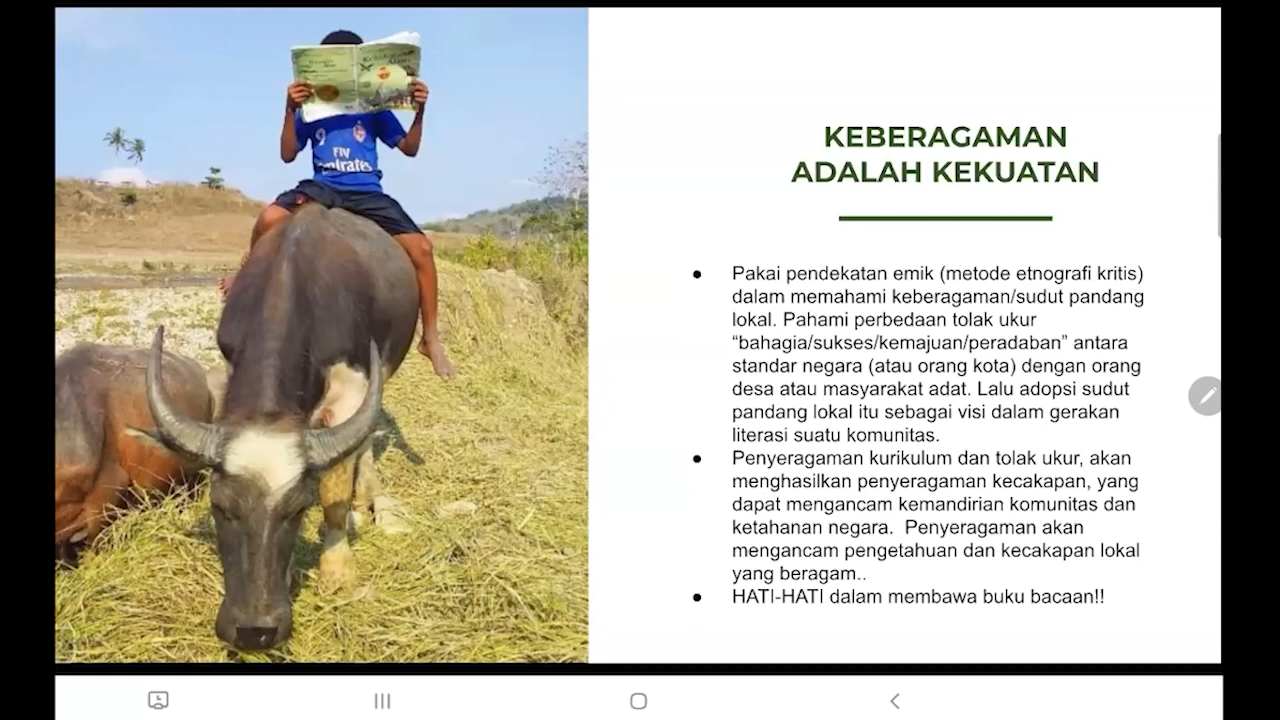 Fly
Emirates
KEBERAGAMAN
ADALAH KEKUATAN
● Pakai pendekatan emik (metode etnografi kritis)
dalam memahami keberagaman/sudut pandang
lokal. Pahami perbedaan tolak ukur
“bahagia/sukses/kemajuan/peradaban” antara
standar negara (atau orang kota) dengan orang
desa atau masyarakat adat. Lalu adopsi sudut
pandang lokal itu sebagai visi dalam gerakan
literasi suatu komunitas.
● Penyeragaman kurikulum dan tolak ukur, akan
menghasilkan penyeragaman kecakapan, yang
dapat mengancam kemandirian komunitas dan
ketahanan negara.  Penyeragaman akan
mengancam pengetahuan dan kecakapan lokal
yang beragam..
● HATI-HATI dalam membawa buku bacaan!!